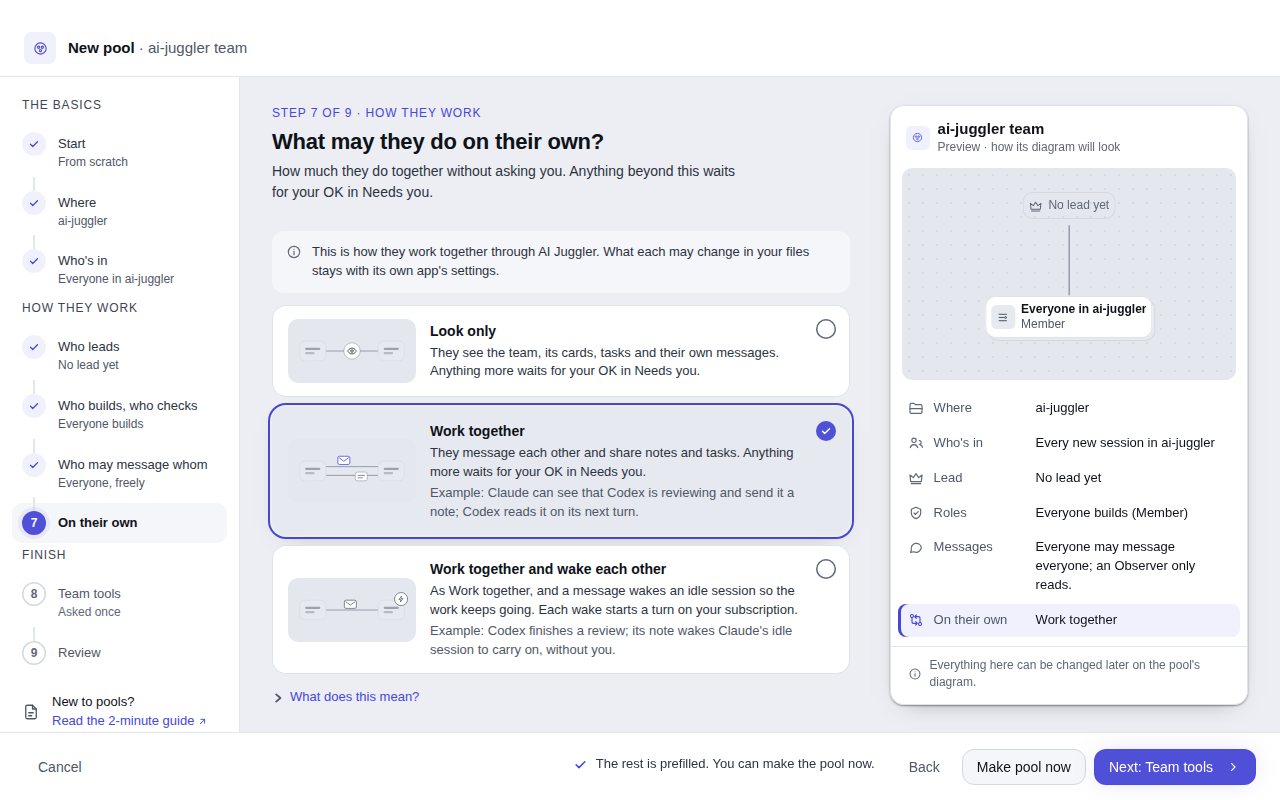 New pool · ai-juggler team
THE BASICS
Start
From scratch
Where
ai-juggler
Who's in
Everyone in ai-juggler
HOW THEY WORK
Who leads
No lead yet
Who builds, who checks
Everyone builds
Who may message whom
Everyone, freely
7 On their own
FINISH
8 Team tools
Asked once
9 Review
New to pools?
Read the 2-minute guide
STEP 7 OF 9 · HOW THEY WORK
What may they do on their own?
How much they do together without asking you. Anything beyond this waits
for your OK in Needs you.
This is how they work together through AI Juggler. What each may change in your files
stays with its own app's settings.
Look only
They see the team, its cards, tasks and their own messages.
Anything more waits for your OK in Needs you.
Work together
They message each other and share notes and tasks. Anything
more waits for your OK in Needs you.
Example: Claude can see that Codex is reviewing and send it a
note; Codex reads it on its next turn.
Work together and wake each other
As Work together, and a message wakes an idle session so the
work keeps going. Each wake starts a turn on your subscription.
Example: Codex finishes a review; its note wakes Claude's idle
session to carry on, without you.
What does this mean?
ai-juggler team
Preview · how its diagram will look
No lead yet
Everyone in ai-juggler
Member
Where ai-juggler
Who's in Every new session in ai-juggler
Lead No lead yet
Roles Everyone builds (Member)
Messages Everyone may message
everyone; an Observer only
reads.
On their own Work together
Everything here can be changed later on the pool's
diagram.
Cancel
The rest is prefilled. You can make the pool now.
Back
Make pool now
Next: Team tools